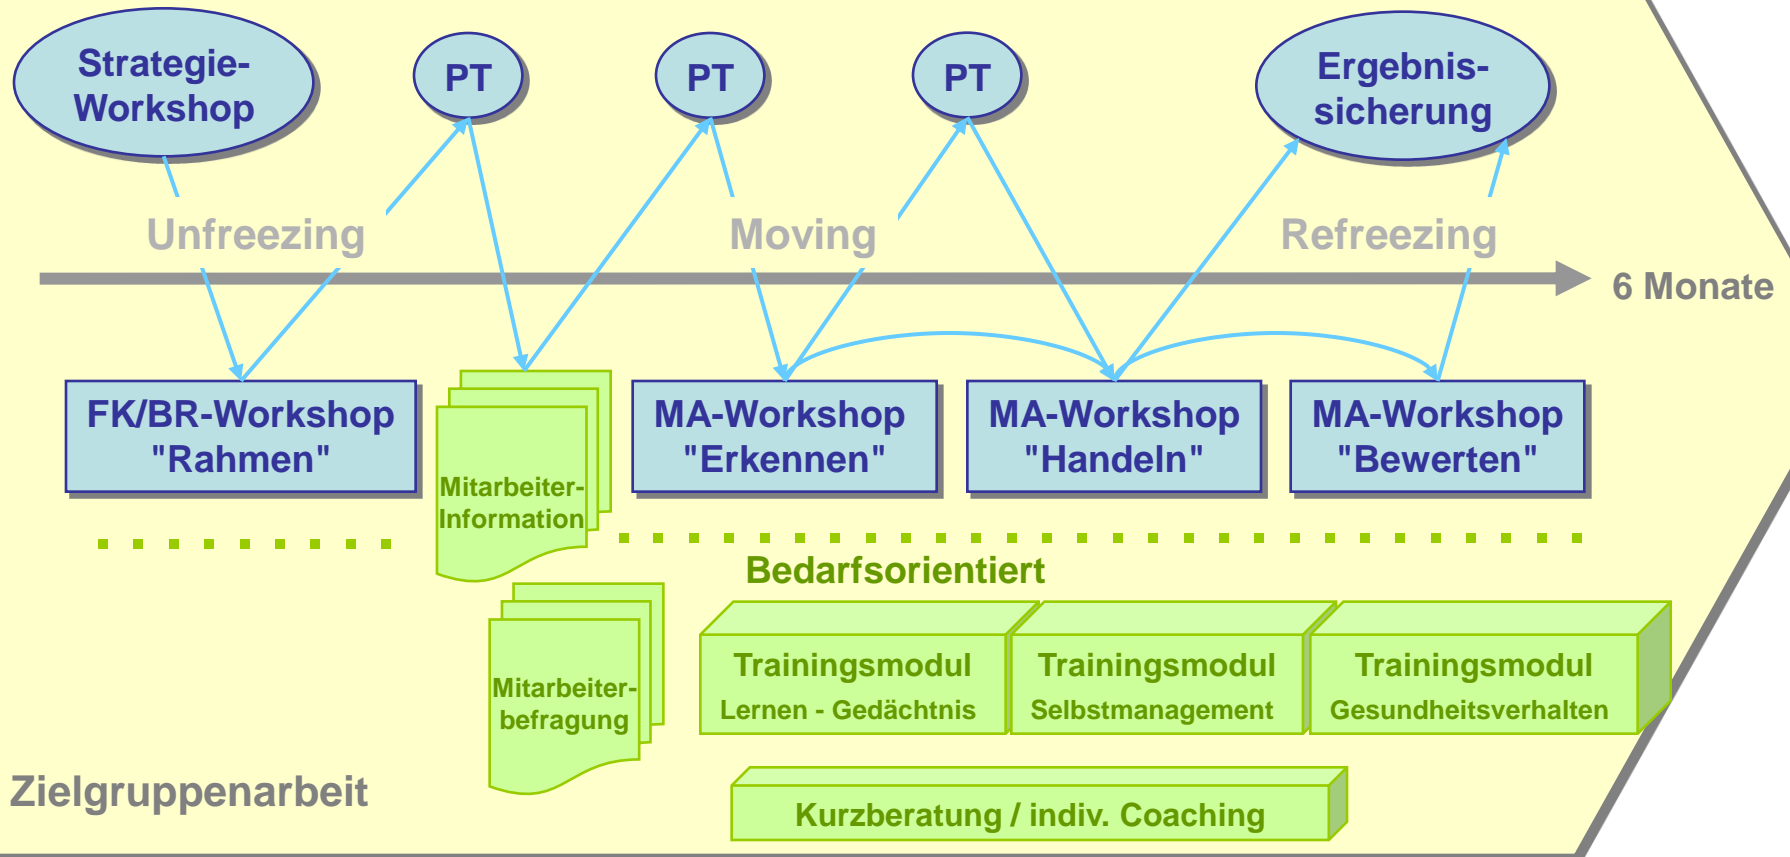 Strategie-
Workshop
PT
PT
PT
Ergebnis-
sicherung
Unfreezing
Moving
Refreezing
6 Monate
FK/BR-Workshop
"Rahmen"
Mitarbeiter-
Information
MA-Workshop
"Erkennen"
MA-Workshop
"Handeln"
MA-Workshop
"Bewerten"
Bedarfsorientiert
Mitarbeiter-
befragung
Trainingsmodul
Lernen - Gedächtnis
Trainingsmodul
Selbstmanagement
Trainingsmodul
Gesundheitsverhalten
Zielgruppenarbeit
Kurzberatung / indiv. Coaching